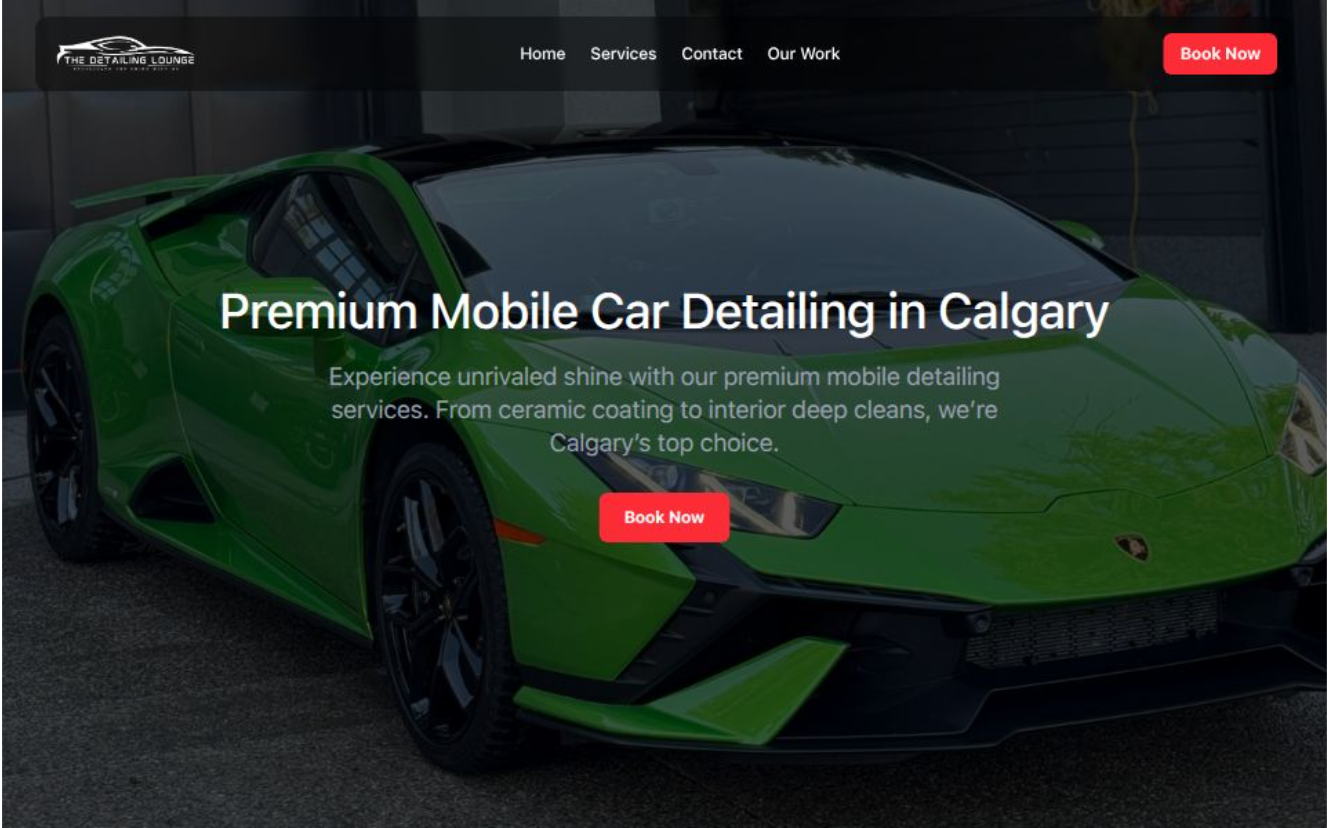 THE DETAILING LOUNGE
Home Services Contact Our Work
Book Now
Premium Mobile Car Detailing in Calgary
Experience unrivaled shine with our premium mobile detailing
services. From ceramic coating to interior deep cleans, we’re
Calgary’s top choice.
Book Now